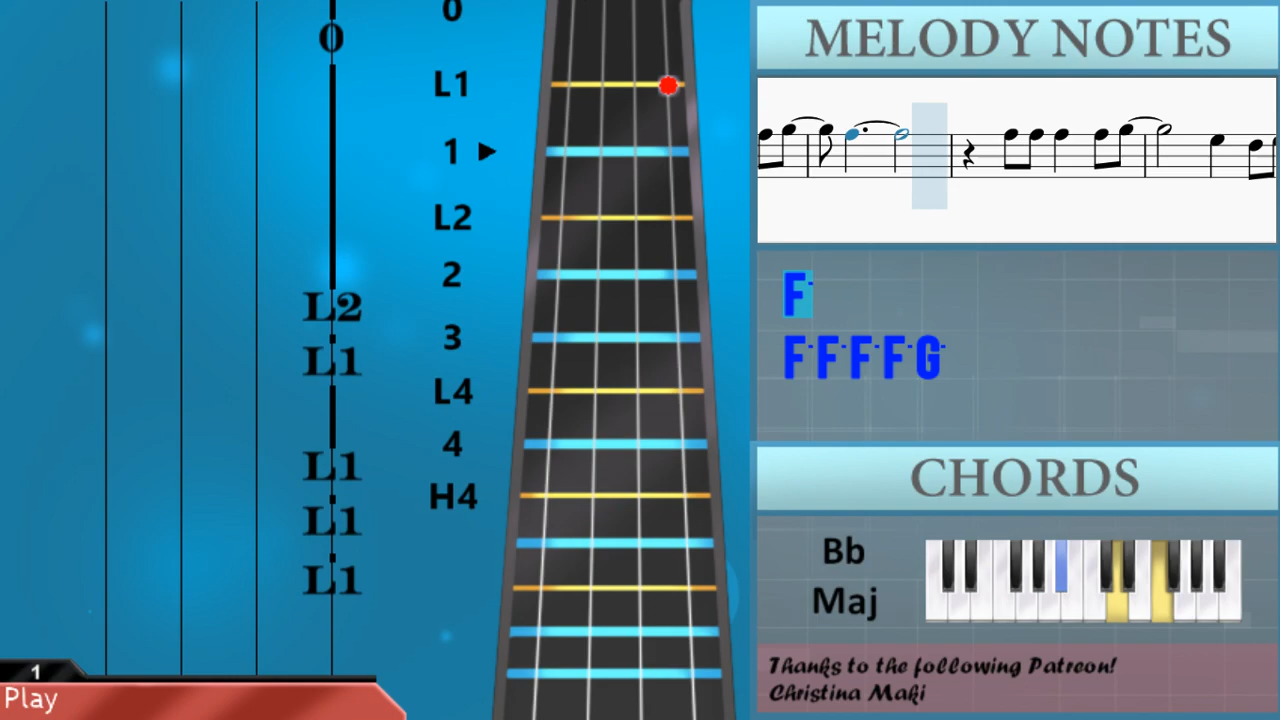 0
L2
L1
L1
L1
L1
1
Play
0
L1
1
L2
2
3
L4
4
H4
MELODY NOTES
F
F F F F G
CHORDS
Bb
Maj
Thanks to the following Patreon!
Christina Maki